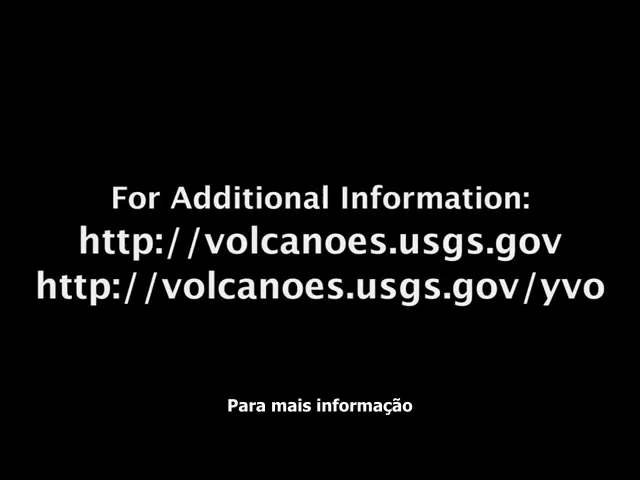 For Additional Information:
http://volcanoes.usgs.gov
http://volcanoes.usgs.gov/yvo
Para mais informação